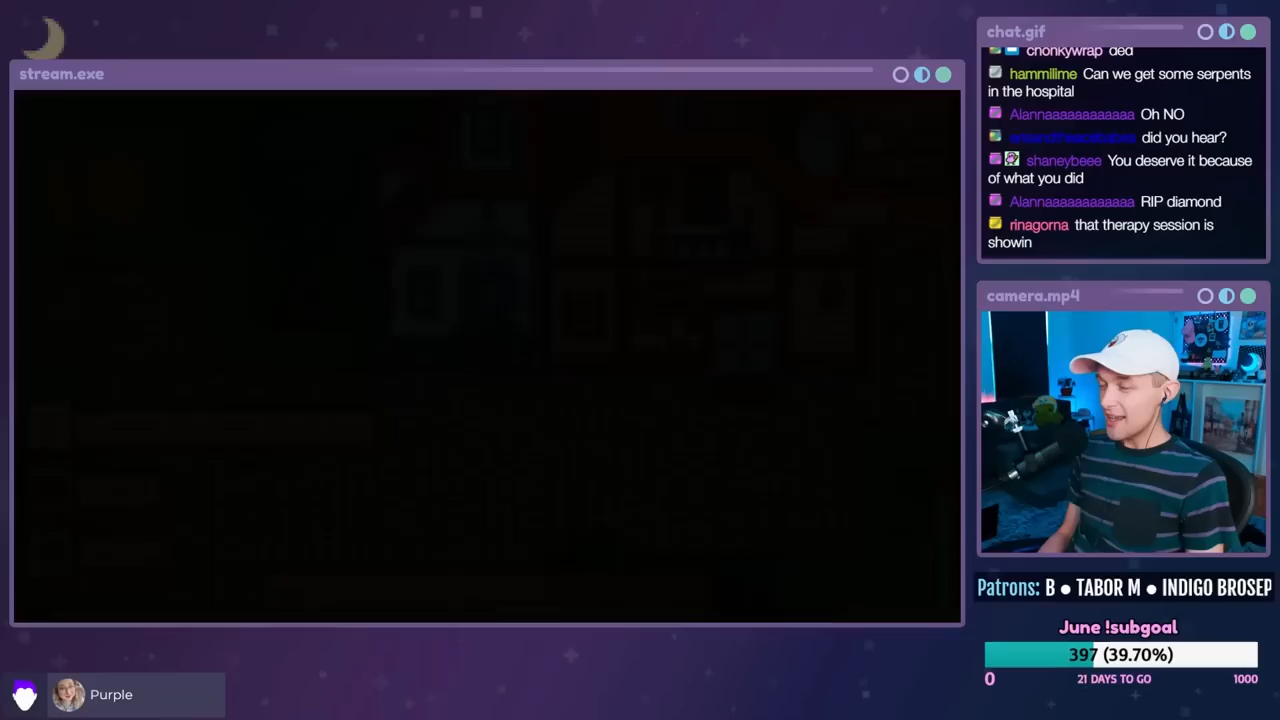 stream.exe
chat.gif
chonkywrap ded
hammilime Can we get some serpents
in the hospital
Alannaaaaaaaaaaaa Oh NO
did you hear?
shaneybeee You deserve it because
of what you did
Alannaaaaaaaaaaaa RIP diamond
rinagorna that therapy session is
showin
camera.mp4
Patrons: B ● TABOR M ● INDIGO BROSEP
June !subgoal
397 (39.70%)
0 21 DAYS TO GO 1000
Purple